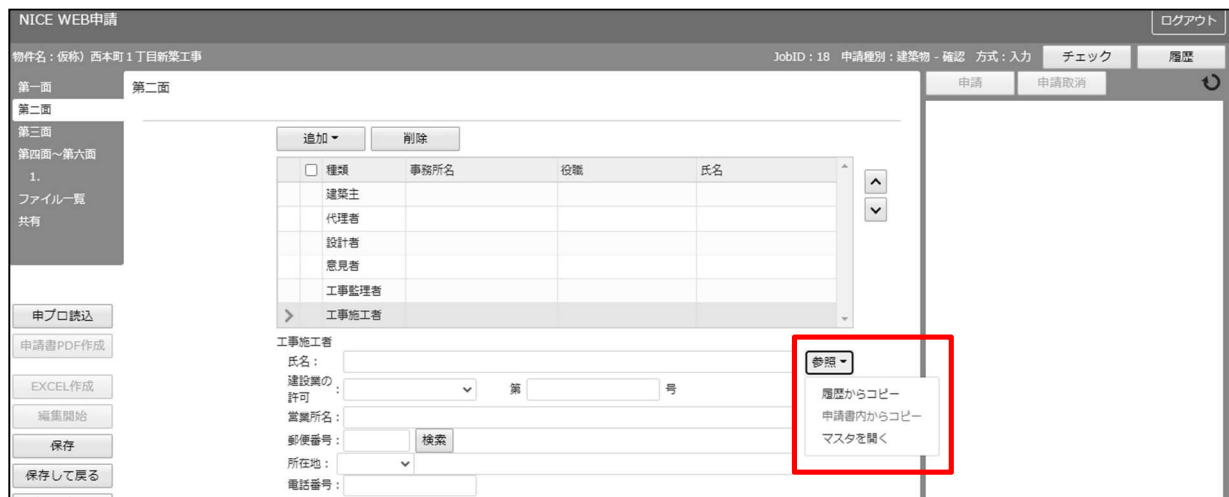 NICE WEB申請 ログアウト
物件名：仮称）西本町１丁目新築工事 JobID：18 申請種別：建築物 - 確認 方式：入力 チェック 履歴
第一面
第二面
第三面
第四面～第六面
1.
ファイル一覧
共有
申プロ読込
申請書PDF作成
EXCEL作成
編集開始
保存
保存して戻る
第二面
追加 削除
種類 事務所名 役職 氏名
建築主
代理者
設計者
意見者
工事監理者
工事施工者
工事施工者
氏名：
建設業の許可： 第 号
営業所名：
郵便番号： 検索
所在地：
電話番号：
参照
履歴からコピー
申請書内からコピー
マスタを開く
申請 申請取消